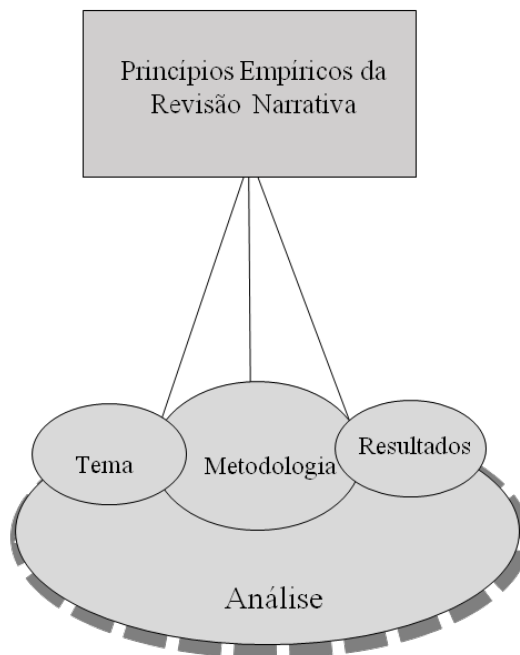 Princípios Empíricos da
Revisão Narrativa
Tema
Metodologia
Resultados
Análise